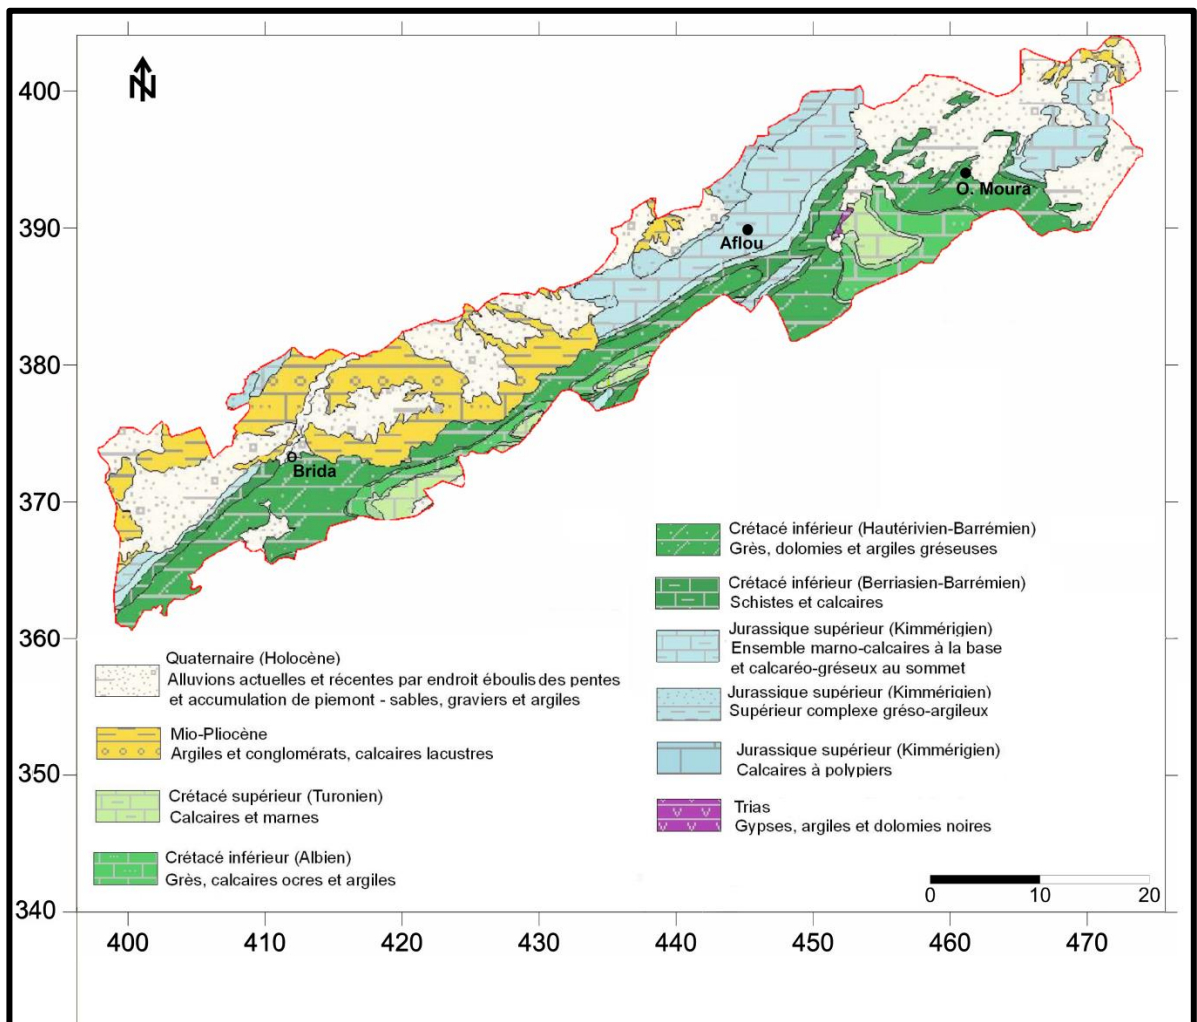 N
400
390
380
370
360
350
340
O. Moura
Aflou
Brida
Quaternaire (Holocène)
Alluvions actuelles et récentes par endroit éboulis des pentes
et accumulation de piemont - sables, graviers et argiles
Mio-Pliocène
Argiles et conglomérats, calcaires lacustres
Crétacé supérieur (Turonien)
Calcaires et marnes
Crétacé inférieur (Albien)
Grès, calcaires ocres et argiles
Crétacé inférieur (Hautérivien-Barrémien)
Grès, dolomies et argiles gréseuses
Crétacé inférieur (Berriasien-Barrémien)
Schistes et calcaires
Jurassique supérieur (Kimmérigien)
Ensemble marno-calcaires à la base
et calcaréo-gréseux au sommet
Jurassique supérieur (Kimmérigien)
Supérieur complexe gréso-argileux
Jurassique supérieur (Kimmérigien)
Calcaires à polypiers
Trias
Gypses, argiles et dolomies noires
0 10 20
400 410 420 430 440 450 460 470